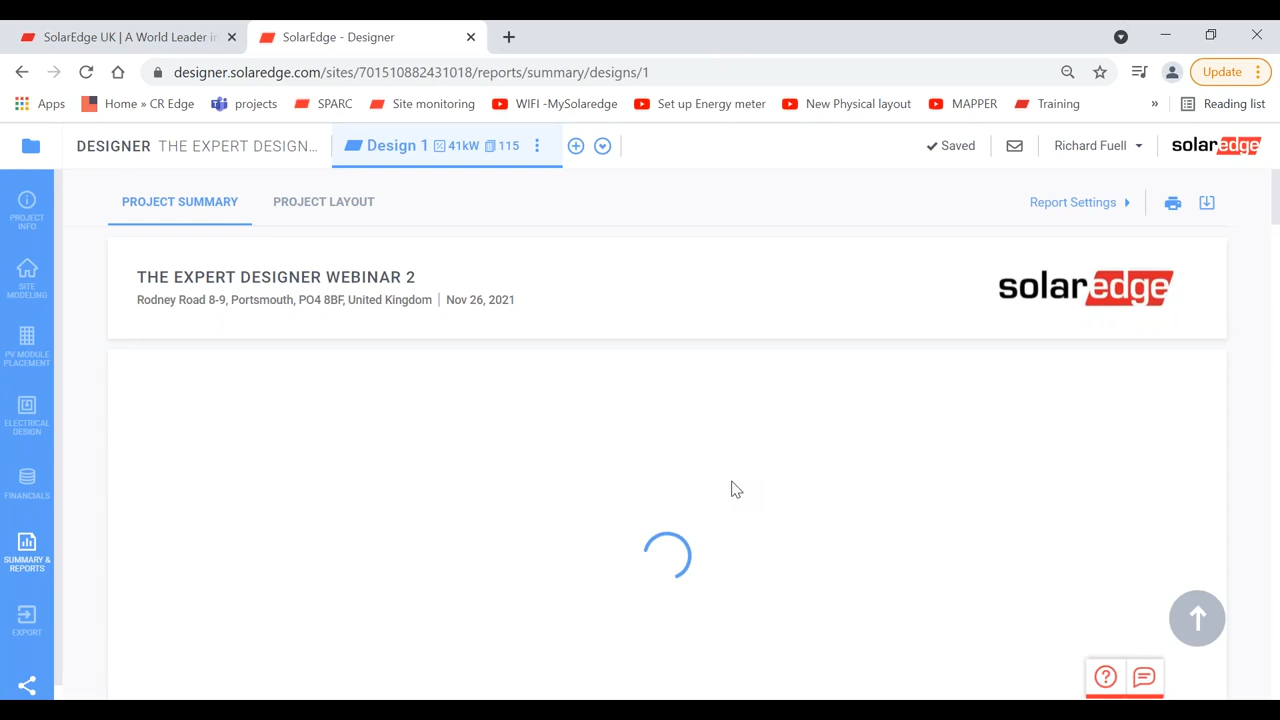 SolarEdge UK | A World Leader in
SolarEdge - Designer
designer.solaredge.com/sites/701510882431018/reports/summary/designs/1
Update
Apps
Home » CR Edge
projects
SPARC
Site monitoring
WIFI -MySolaredge
Set up Energy meter
New Physical layout
MAPPER
Training
»
Reading list
DESIGNER THE EXPERT DESIGN...
Design 1 41kW 115
Saved
Richard Fuell
solaredge
PROJECT
INFO
SITE
MODELING
PV MODULE
PLACEMENT
ELECTRICAL
DESIGN
FINANCIALS
SUMMARY &
REPORTS
EXPORT
PROJECT SUMMARY
PROJECT LAYOUT
Report Settings
THE EXPERT DESIGNER WEBINAR 2
Rodney Road 8-9, Portsmouth, PO4 8BF, United Kingdom | Nov 26, 2021
solaredge